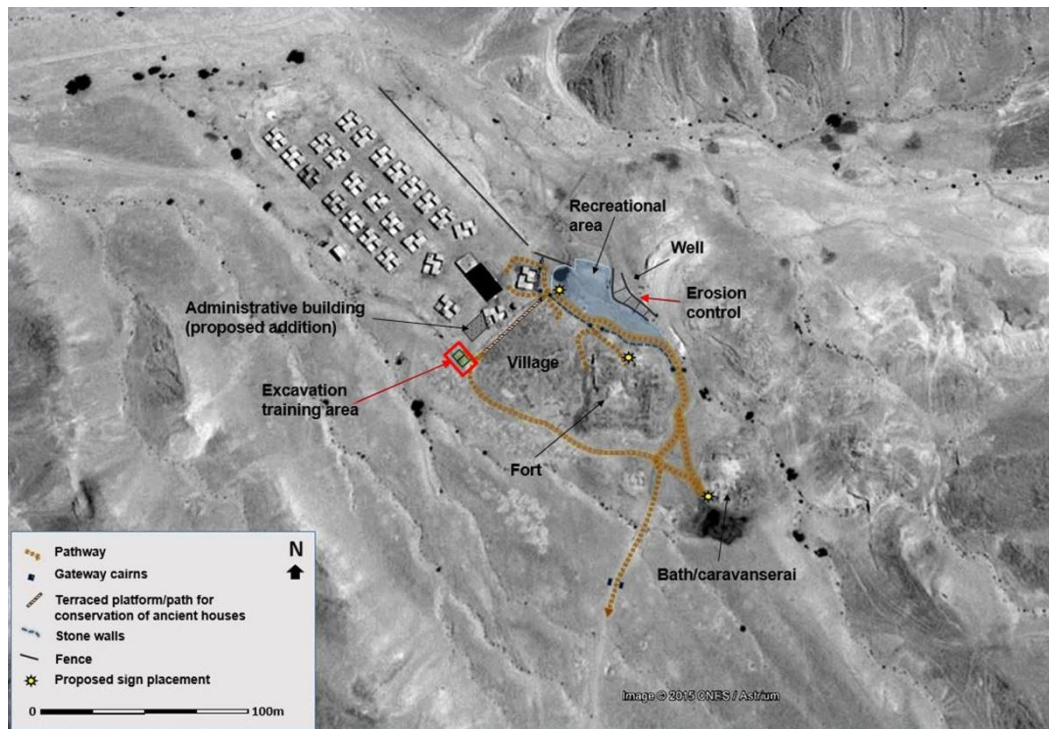 Recreational
area
Well
Erosion
control
Administrative building
(proposed addition)
Village
Excavation
training area
Fort
Bath/caravanserai
N
Pathway
Gateway cairns
Terraced platform/path for
conservation of ancient houses
Stone walls
Fence
Proposed sign placement
0 100m
Image © 2015 CNES / Astrium